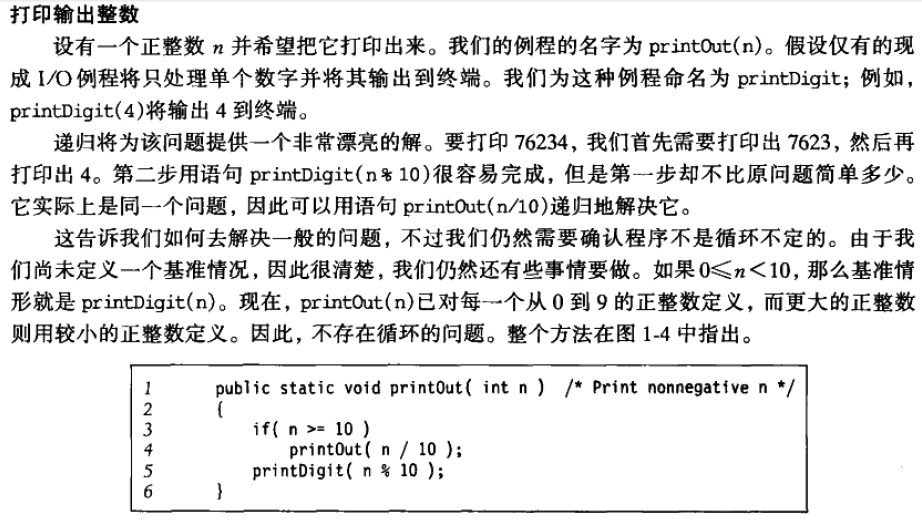 打印输出整数
设有一个正整数 n 并希望把它打印出来。我们的例程的名字为 printOut(n)。假设仅有的现
成 I/O 例程将只处理单个数字并将其输出到终端。我们为这种例程命名为 printDigit；例如，
printDigit(4)将输出 4 到终端。
递归将为该问题提供一个非常漂亮的解。要打印 76234，我们首先需要打印出 7623，然后再
打印出 4。第二步用语句 printDigit(n％10)很容易完成，但是第一步却不比原问题简单多少。
它实际上是同一个问题，因此可以用语句 printOut(n/10)递归地解决它。
这告诉我们如何去解决一般的问题，不过我们仍然需要确认程序不是循环不定的。由于我
们尚未定义一个基准情况，因此很清楚，我们仍然还有些事情要做。如果 0≤n＜10，那么基准情
形就是 printDigit(n)。现在，printOut(n)已对每一个从 0 到 9 的正整数定义，而更大的正整数
则用较小的正整数定义。因此，不存在循环的问题。整个方法在图 1-4 中指出。
1 public static void printOut( int n ) /* Print nonnegative n */
2 {
3 if( n >= 10 )
4 printOut( n / 10 );
5 printDigit( n % 10 );
6 }